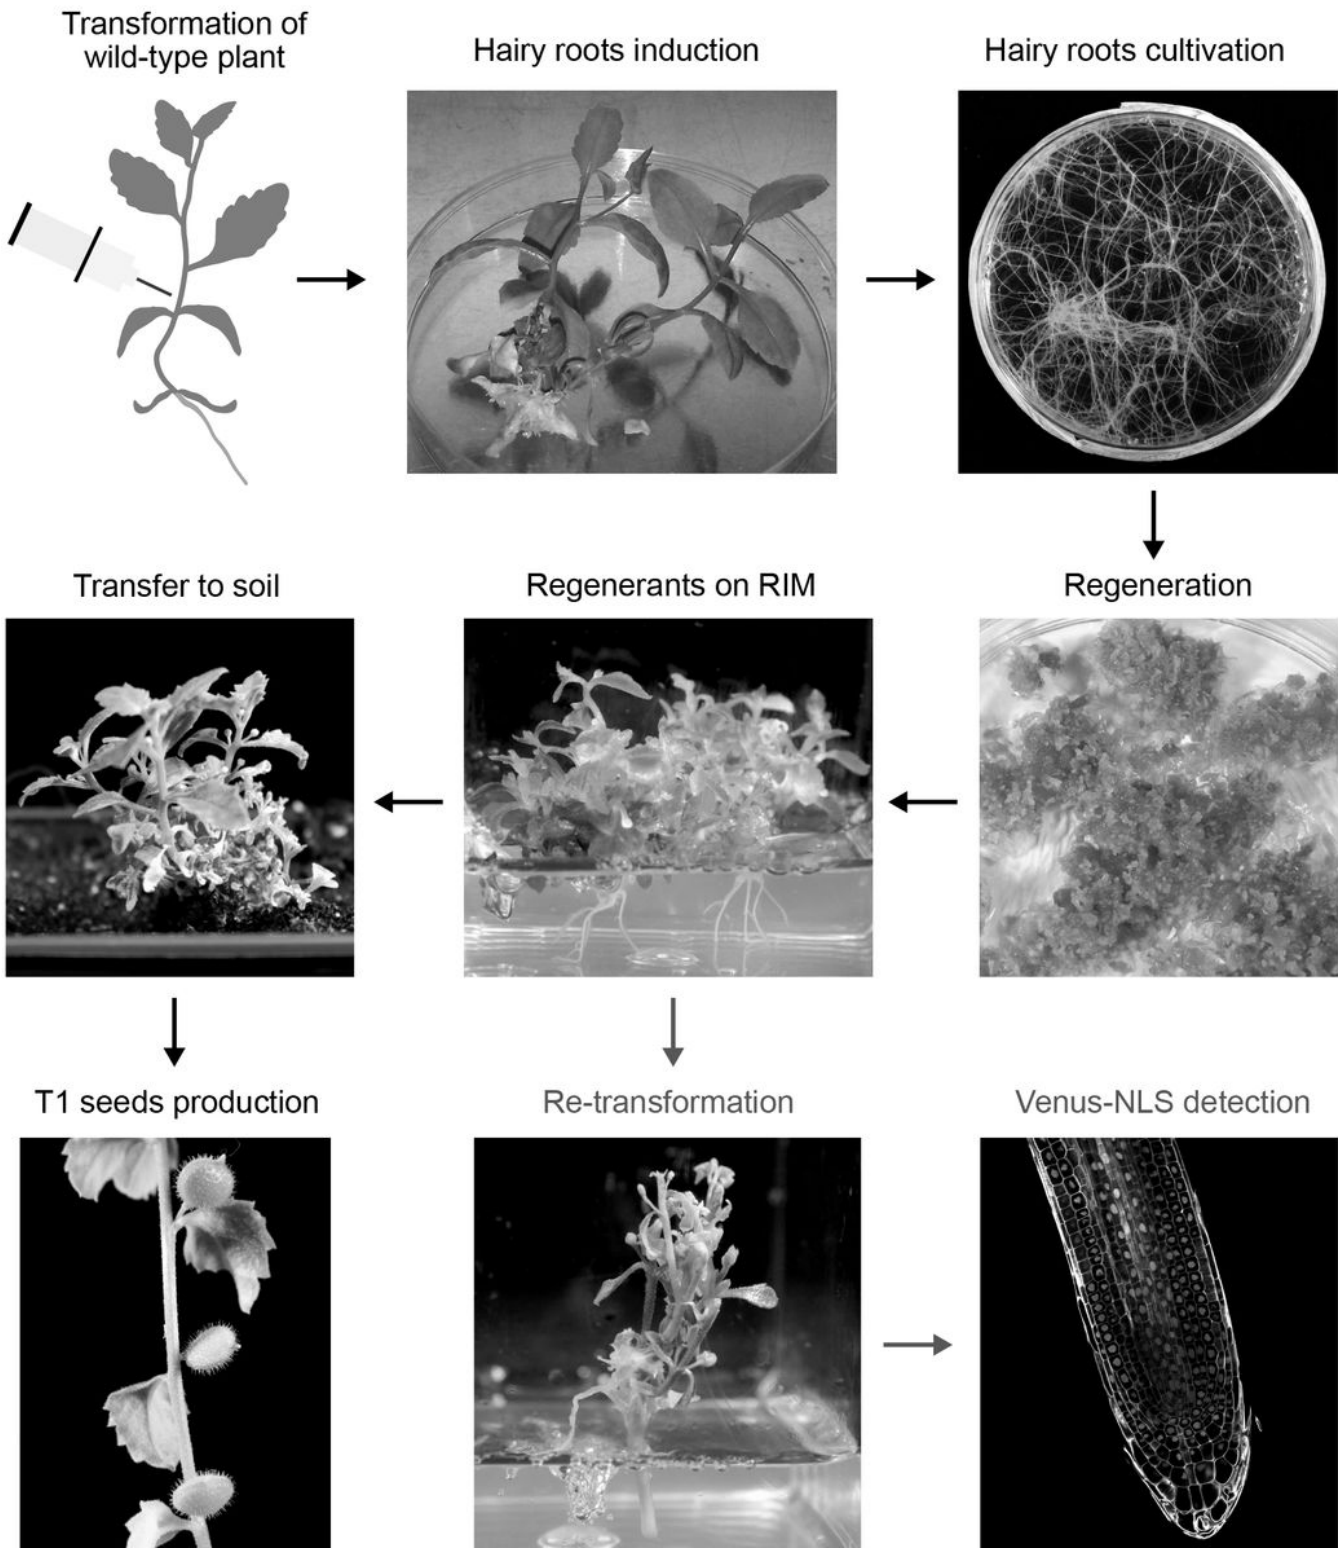 Transformation of
wild-type plant
Hairy roots induction
Hairy roots cultivation
Transfer to soil
Regenerants on RIM
Regeneration
T1 seeds production
Re-transformation
Venus-NLS detection